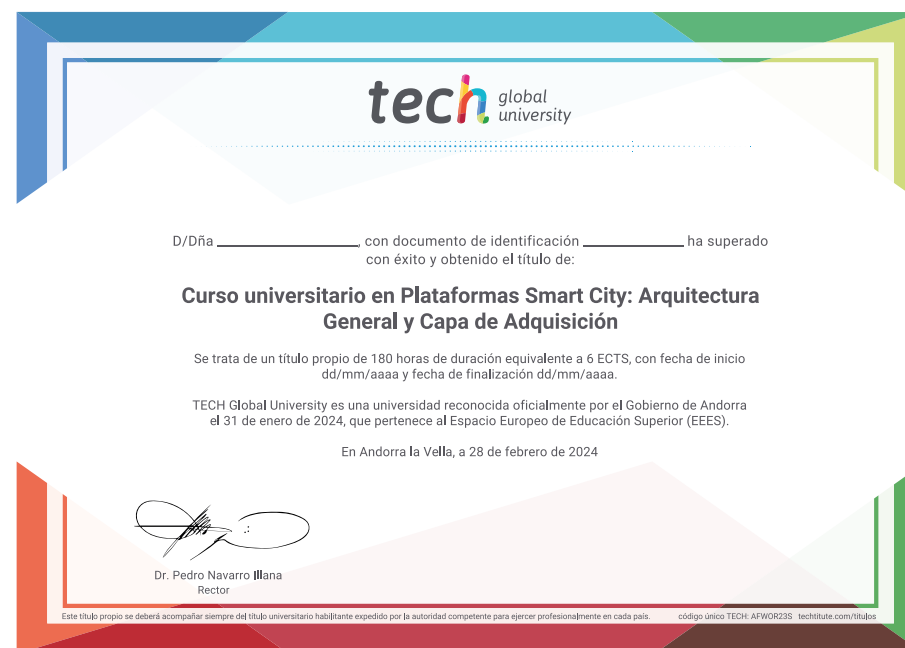 tech global
university
D/Dña ____________________, con documento de identificación ______________ ha superado
con éxito y obtenido el título de:
Curso universitario en Plataformas Smart City: Arquitectura
General y Capa de Adquisición
Se trata de un título propio de 180 horas de duración equivalente a 6 ECTS, con fecha de inicio
dd/mm/aaaa y fecha de finalización dd/mm/aaaa.
TECH Global University es una universidad reconocida oficialmente por el Gobierno de Andorra
el 31 de enero de 2024, que pertenece al Espacio Europeo de Educación Superior (EEES).
En Andorra la Vella, a 28 de febrero de 2024
Dr. Pedro Navarro Illana
Rector
Este título propio se deberá acompañar siempre del título universitario habilitante expedido por la autoridad competente para ejercer profesionalmente en cada país. código único TECH: AFWOR23S techtitute.com/titulos